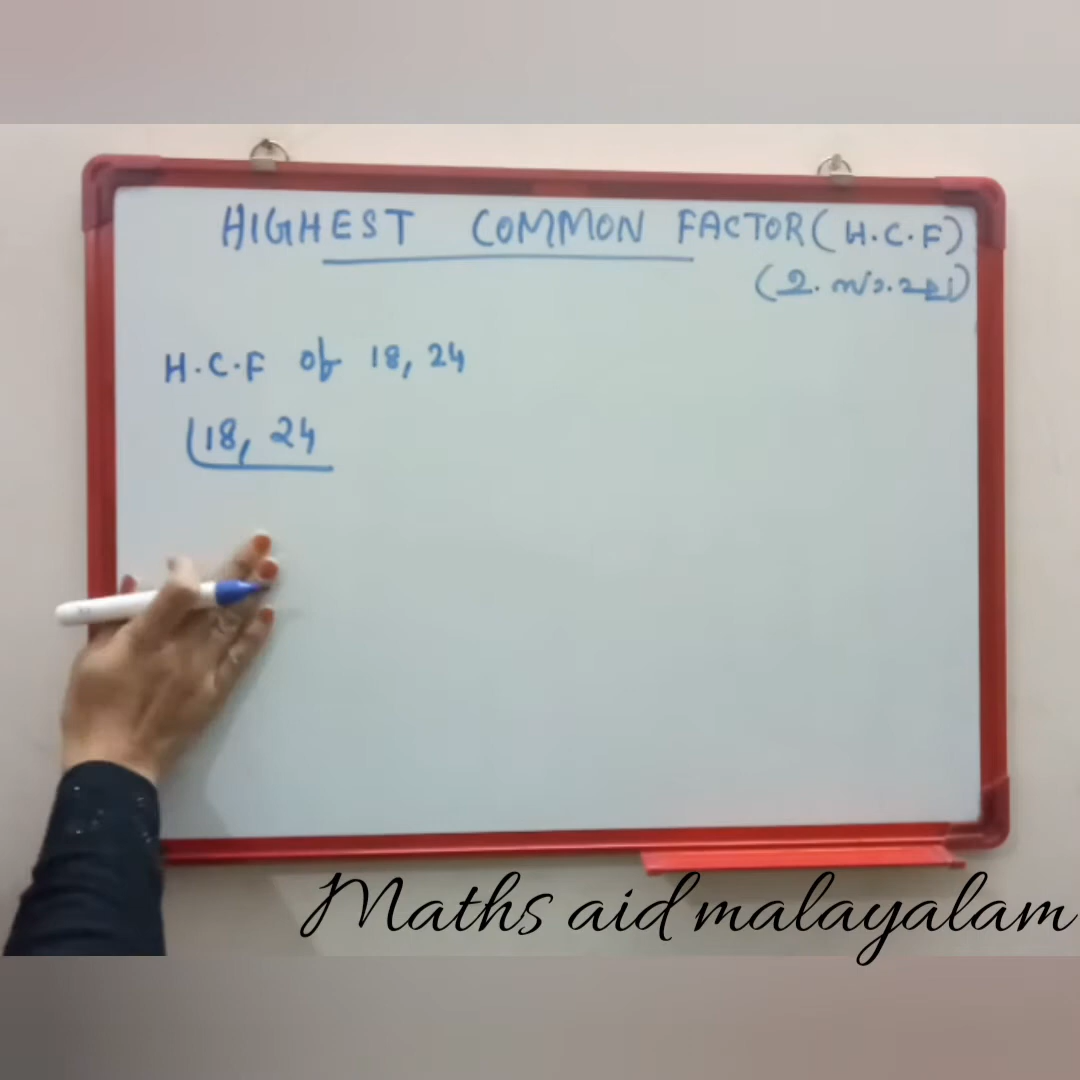 HIGHEST COMMON FACTOR (H.C.F)
(ഉ. സാ. ഘ)
H.C.F of 18, 24
18, 24
Maths aid malayalam